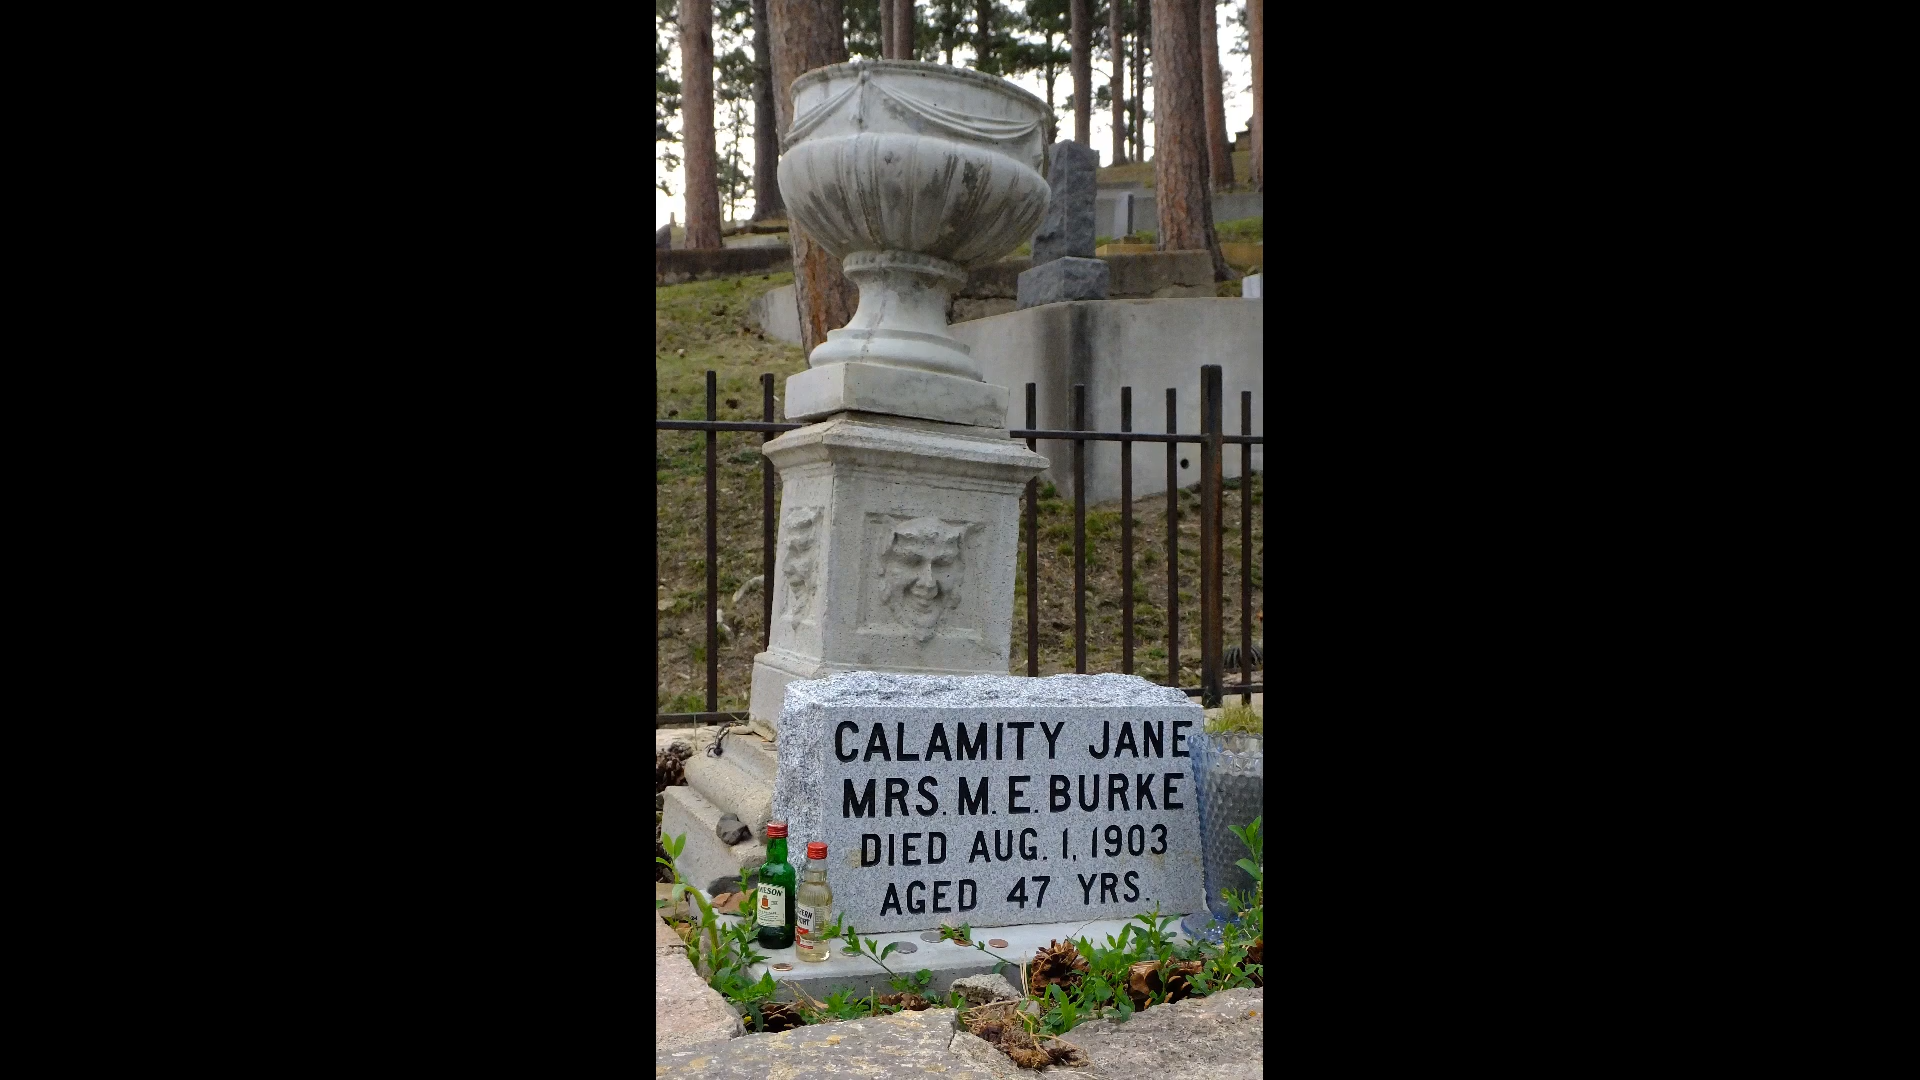 CALAMITY JANE
MRS. M. E. BURKE
DIED AUG. 1, 1903
AGED 47 YRS.